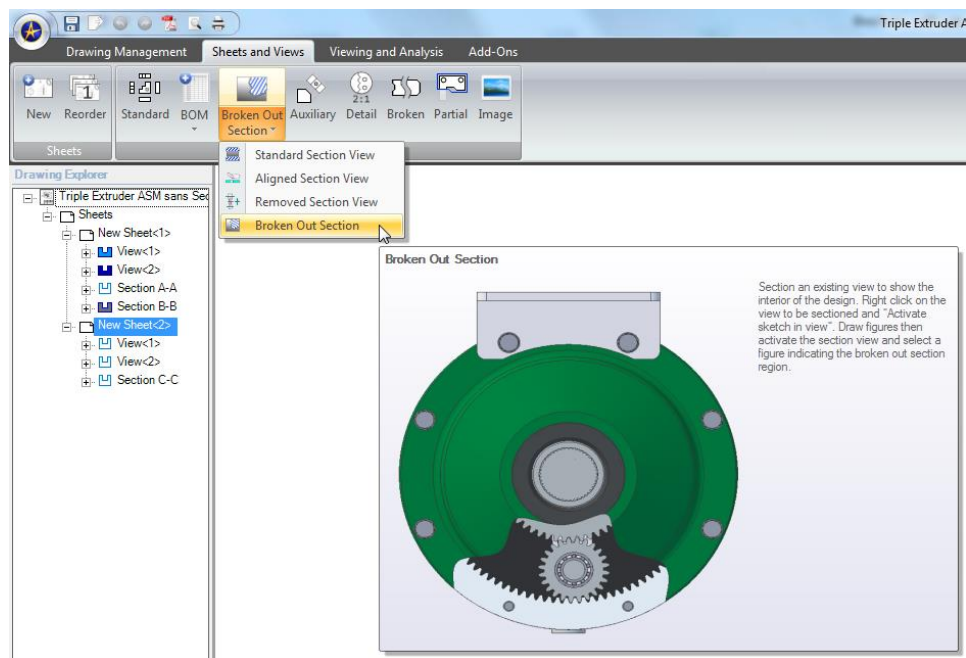 Triple Extruder A
Drawing Management Sheets and Views Viewing and Analysis Add-Ons
1 2:1
New Reorder Standard BOM Broken Out Section Auxiliary Detail Broken Partial Image
Sheets
Standard Section View
Aligned Section View
Removed Section View
Broken Out Section
Drawing Explorer
Triple Extruder ASM sans Sec
Sheets
New Sheet<1>
View<1>
View<2>
Section A-A
Section B-B
New Sheet<2>
View<1>
View<2>
Section C-C
Broken Out Section
Section an existing view to show the
interior of the design. Right click on the
view to be sectioned and "Activate
sketch in view". Draw figures then
activate the section view and select a
figure indicating the broken out section
region.